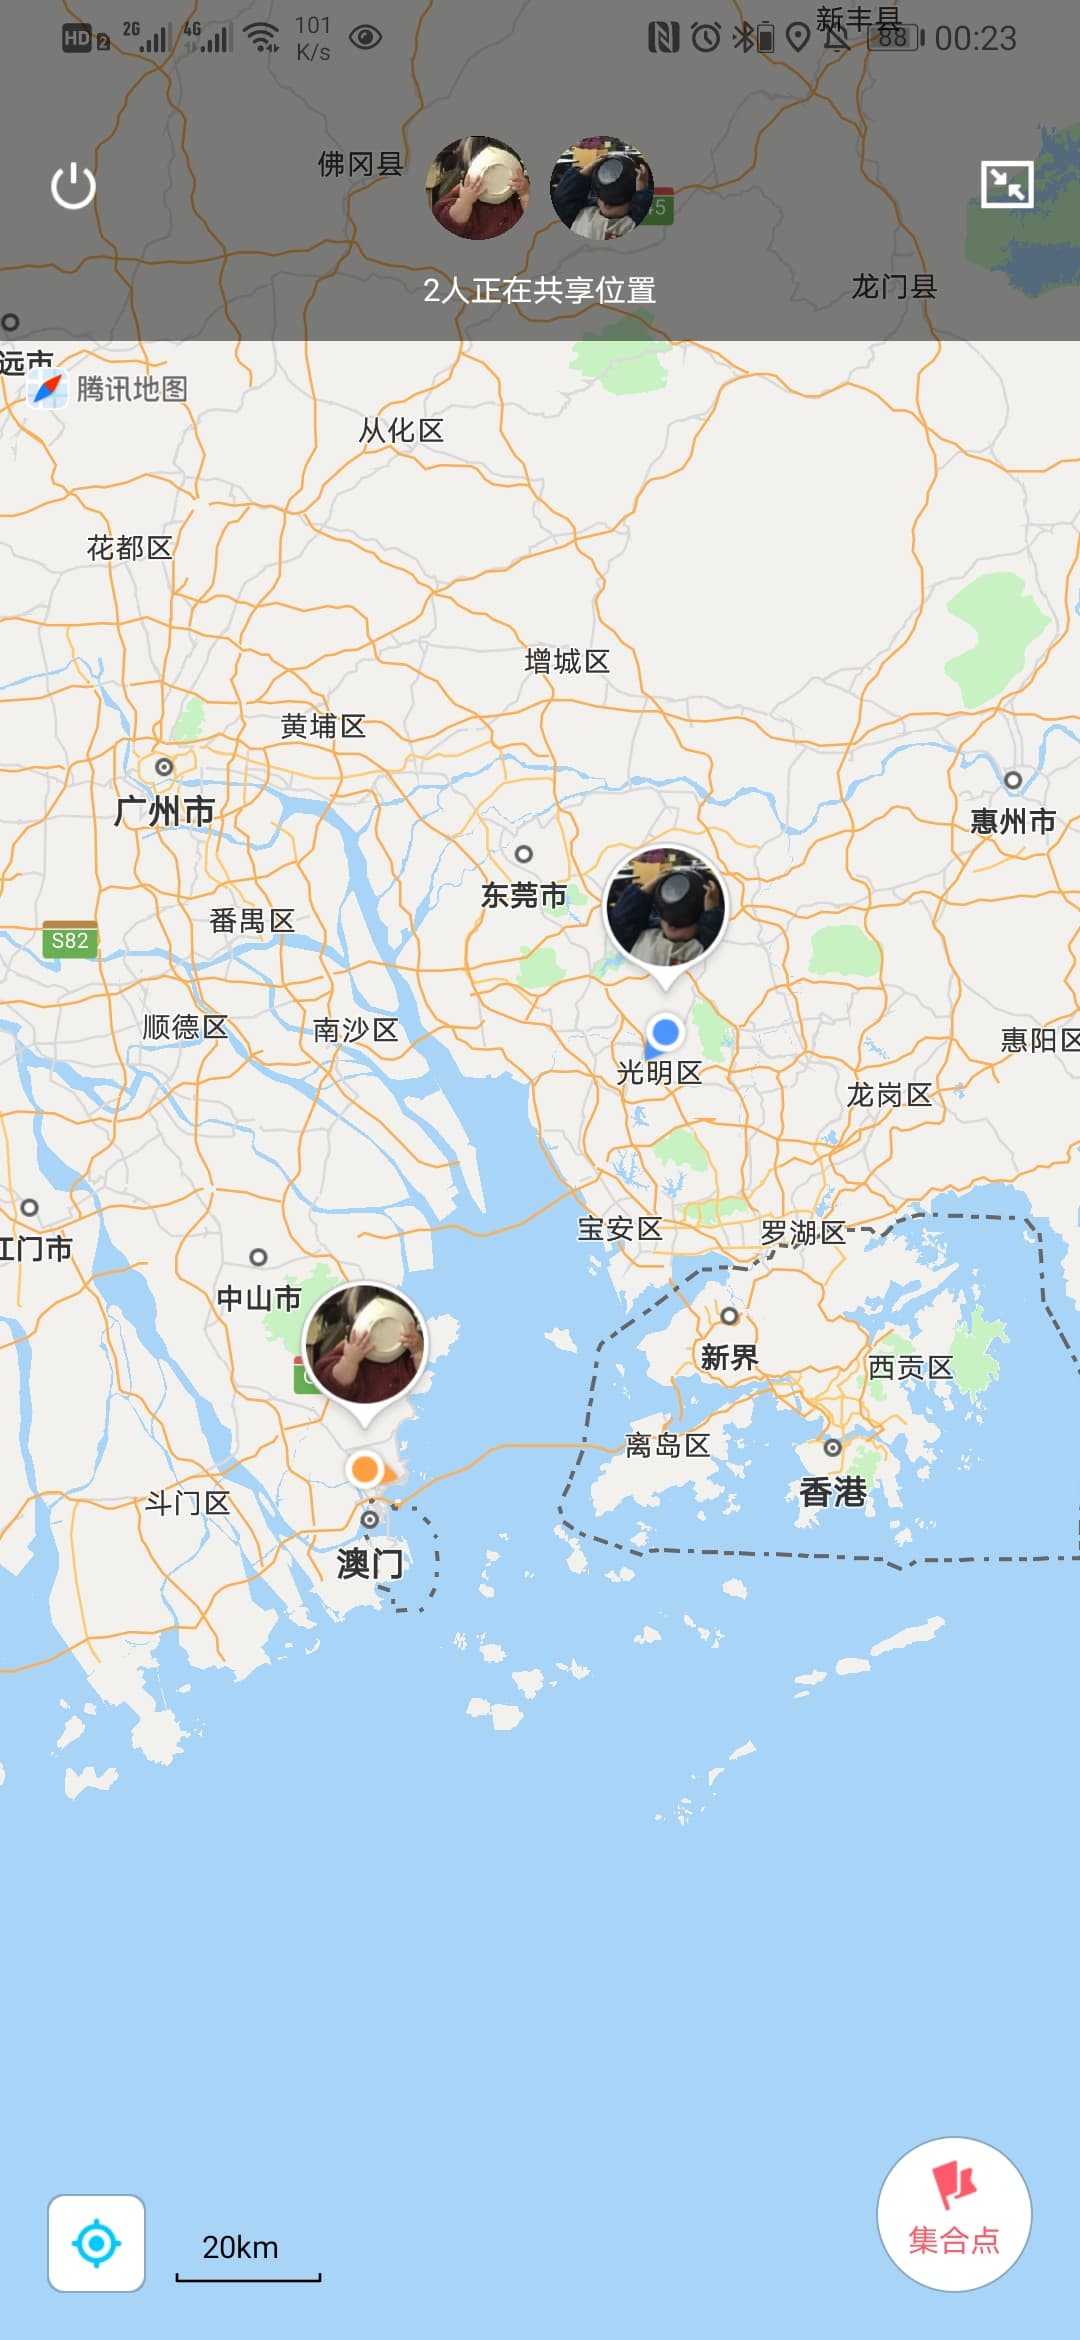 HD 2 2G 4G 101 K/s 88 00:23
新丰县
佛冈县
45
2人正在共享位置
龙门县
远市
腾讯地图
从化区
花都区
增城区
黄埔区
广州市
惠州市
东莞市
S82
番禺区
顺德区
南沙区
惠阳区
光明区
龙岗区
江门市
宝安区
罗湖区
中山市
新界
西贡区
离岛区
香港
斗门区
澳门
20km
集合点